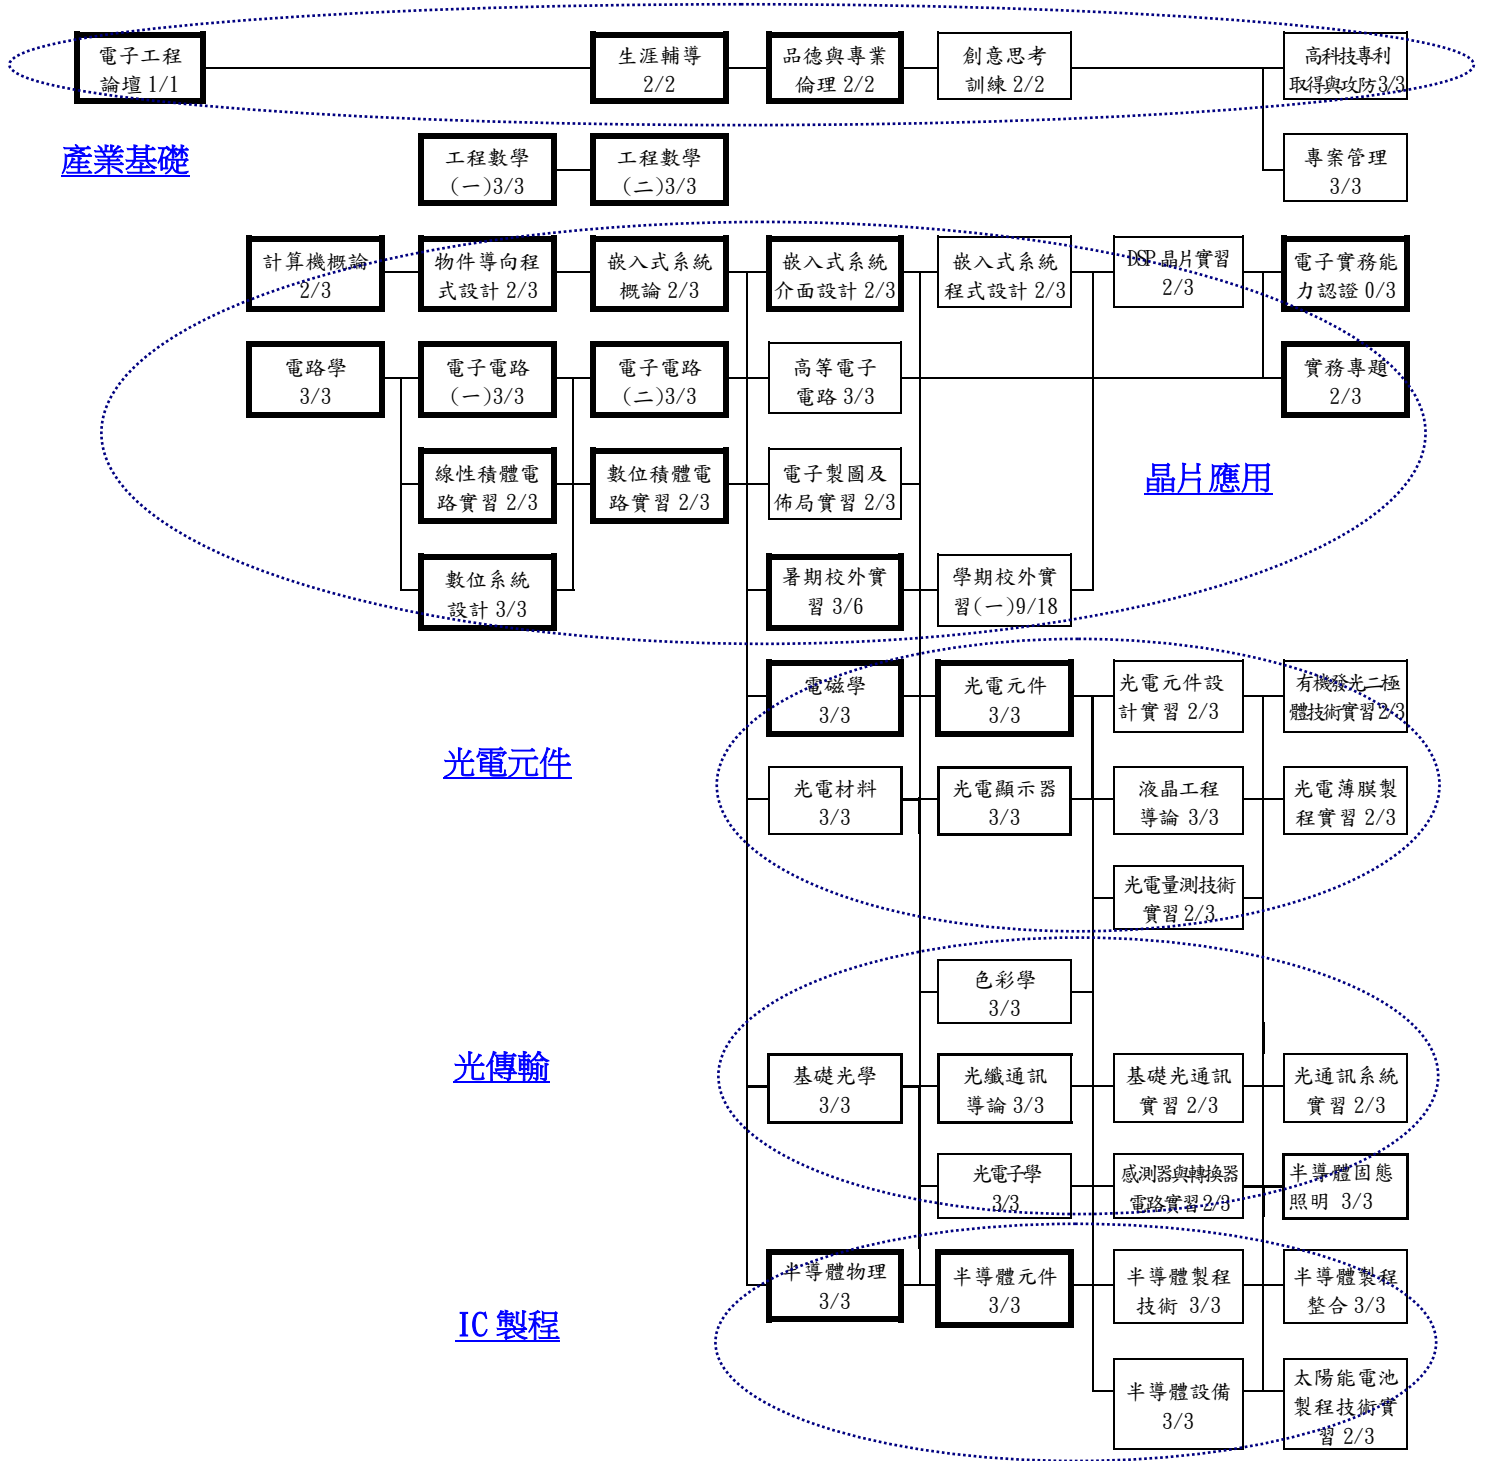 電子工程
論壇 1/1
生涯輔導
2/2
品德與專業
倫理 2/2
創意思考
訓練 2/2
高科技專利
取得與攻防 3/3
產業基礎
工程數學
(一)3/3
工程數學
(二)3/3
專案管理
3/3
計算機概論
2/3
物件導向程
式設計 2/3
嵌入式系統
概論 2/3
嵌入式系統
介面設計 2/3
嵌入式系統
程式設計 2/3
DSP 晶片實習
2/3
電子實務能
力認證 0/3
電路學
3/3
電子電路
(一)3/3
電子電路
(二)3/3
高等電子
電路 3/3
實務專題
2/3
線性積體電
路實習 2/3
數位積體電
路實習 2/3
電子製圖及
佈局實習 2/3
晶片應用
數位系統
設計 3/3
暑期校外實
習 3/6
學期校外實
習(一)9/18
電磁學
3/3
光電元件
3/3
光電元件設
計實習 2/3
有機發光二極
體技術實習 2/3
光電元件
光電材料
3/3
光電顯示器
3/3
液晶工程
導論 3/3
光電薄膜製
程實習 2/3
光電量測技術
實習 2/3
色彩學
3/3
光傳輸
基礎光學
3/3
光纖通訊
導論 3/3
基礎光通訊
實習 2/3
光通訊系統
實習 2/3
光電子學
3/3
感測器與轉換器
電路實習 2/3
半導體固態
照明 3/3
半導體物理
3/3
半導體元件
3/3
半導體製程
技術 3/3
半導體製程
整合 3/3
IC 製程
半導體設備
3/3
太陽能電池
製程技術實
習 2/3